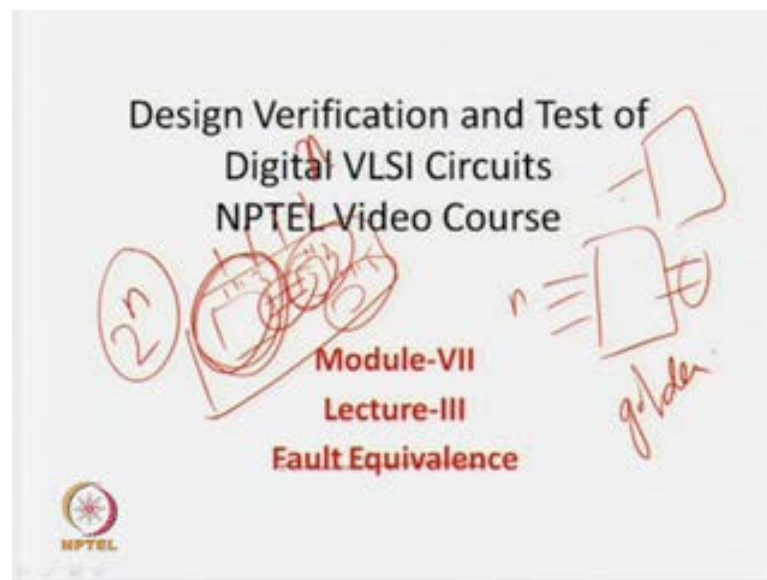 Design Verification and Test of
Digital VLSI Circuits
NPTEL Video Course
n
2^n
n
golden
Module-VII
Lecture-III
Fault Equivalence
NPTEL